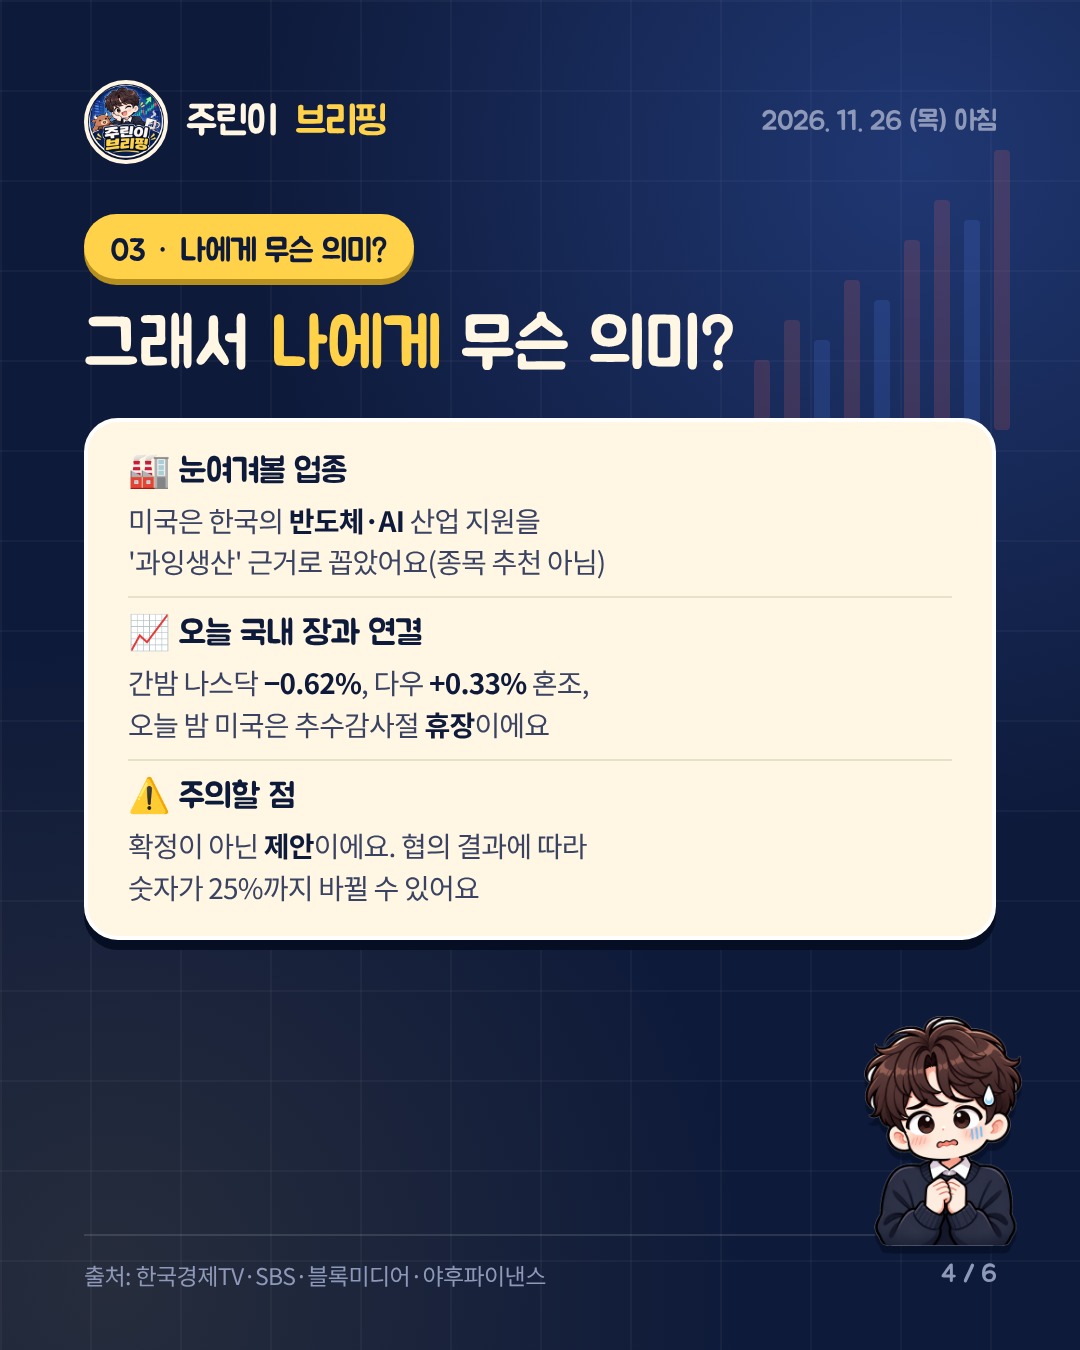 주린이 브리핑
주린이 브리핑
2026. 11. 26 (목) 아침
03 · 나에게 무슨 의미?
그래서 나에게 무슨 의미?
눈여겨볼 업종
미국은 한국의 반도체·AI 산업 지원을
'과잉생산' 근거로 꼽았어요(종목 추천 아님)
오늘 국내 장과 연결
간밤 나스닥 −0.62%, 다우 +0.33% 혼조,
오늘 밤 미국은 추수감사절 휴장이에요
주의할 점
확정이 아닌 제안이에요. 협의 결과에 따라
숫자가 25%까지 바뀔 수 있어요
출처: 한국경제TV·SBS·블록미디어·야후파이낸스
4 / 6